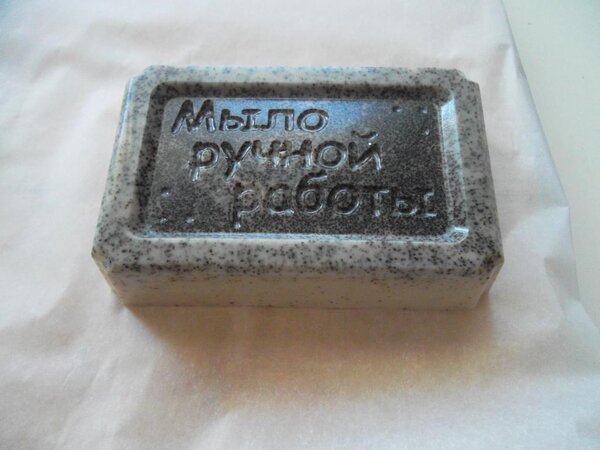 Мыло
ручной
работы